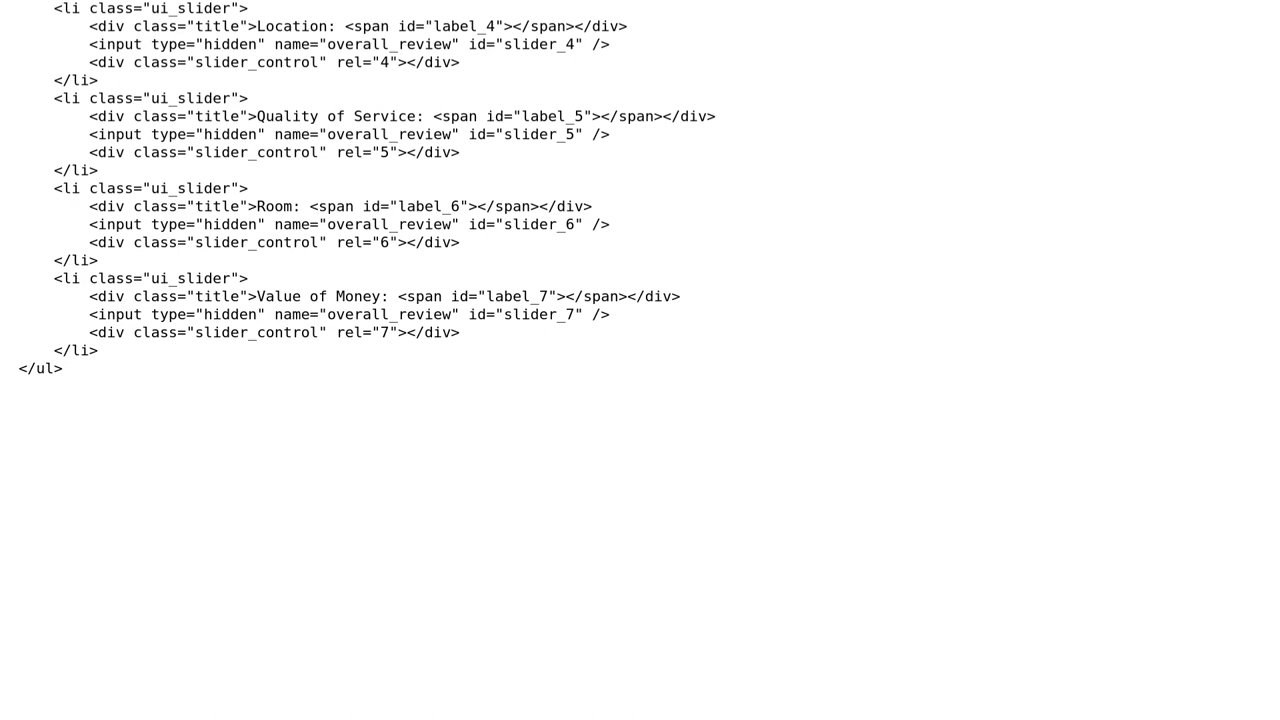 <li class="ui_slider">
        <div class="title">Location: <span id="label_4"></span></div>
        <input type="hidden" name="overall_review" id="slider_4" />
        <div class="slider_control" rel="4"></div>
    </li>
    <li class="ui_slider">
        <div class="title">Quality of Service: <span id="label_5"></span></div>
        <input type="hidden" name="overall_review" id="slider_5" />
        <div class="slider_control" rel="5"></div>
    </li>
    <li class="ui_slider">
        <div class="title">Room: <span id="label_6"></span></div>
        <input type="hidden" name="overall_review" id="slider_6" />
        <div class="slider_control" rel="6"></div>
    </li>
    <li class="ui_slider">
        <div class="title">Value of Money: <span id="label_7"></span></div>
        <input type="hidden" name="overall_review" id="slider_7" />
        <div class="slider_control" rel="7"></div>
    </li>
</ul>